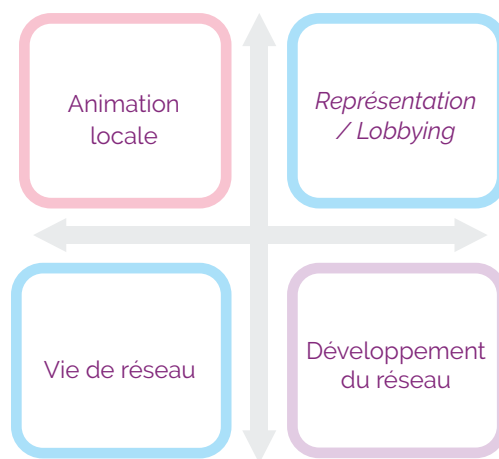 Animation
locale
Représentation
/ Lobbying
Vie de réseau
Développement
du réseau